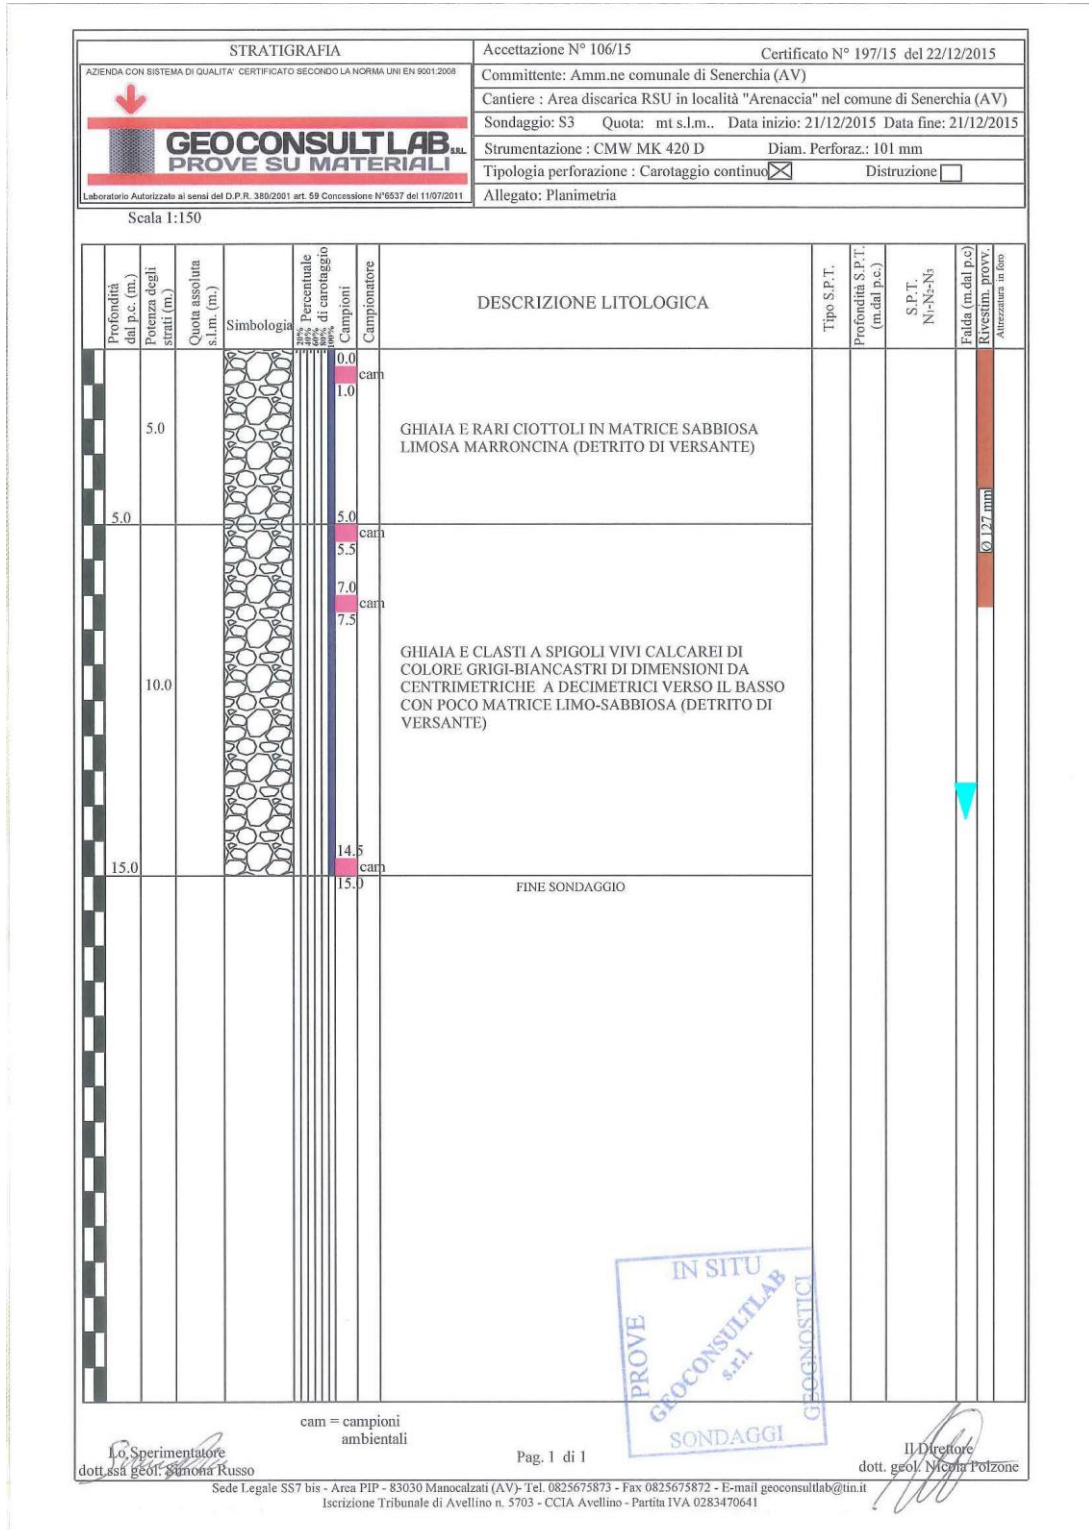 STRATIGRAFIA
AZIENDA CON SISTEMA DI QUALITA' CERTIFICATO SECONDO LA NORMA UNI EN 9001:2008
GEOCONSULTLAB S.R.L.
PROVE SU MATERIALI
Laboratorio Autorizzato ai sensi del D.P.R. 380/2001 art. 59 Concessione N°6537 del 11/07/2011
Accettazione N° 106/15 Certificato N° 197/15 del 22/12/2015
Committente: Amm.ne comunale di Senerchia (AV)
Cantiere : Area discarica RSU in località "Arenaccia" nel comune di Senerchia (AV)
Sondaggio: S3 Quota: mt s.l.m.. Data inizio: 21/12/2015 Data fine: 21/12/2015
Strumentazione : CMW MK 420 D Diam. Perforaz.: 101 mm
Tipologia perforazione : Carotaggio continuo Distruzione
Allegato: Planimetria
Scala 1:150
Profondità dal p.c. (m.)
Potenza degli strati (m.)
Quota assoluta s.l.m. (m.)
Simbologia
Percentuale di carotaggio
20%
40%
60%
80%
100%
Campioni
Campionatore
DESCRIZIONE LITOLOGICA
Tipo S.P.T.
Profondità S.P.T. (m.dal p.c.)
S.P.T. N1-N2-N3
Falda (m.dal p.c)
Rivestim. provv.
Attrezzatura in foro
0.0
cam
1.0
5.0
GHIAIA E RARI CIOTTOLI IN MATRICE SABBIOSA
LIMOSA MARRONCINA (DETRITO DI VERSANTE)
Ø 127 mm
5.0
5.0
cam
5.5
7.0
cam
7.5
GHIAIA E CLASTI A SPIGOLI VIVI CALCAREI DI
COLORE GRIGI-BIANCASTRI DI DIMENSIONI DA
CENTRIMETRICHE A DECIMETRICI VERSO IL BASSO
CON POCO MATRICE LIMO-SABBIOSA (DETRITO DI
VERSANTE)
10.0
14.5
15.0
cam
15.0
FINE SONDAGGIO
IN SITU
PROVE
GEOCONSULTLAB
s.r.l.
GEOGNOSTICI
SONDAGGI
cam = campioni
ambientali
Lo Sperimentatore
dott.ssa geol. Simona Russo
Pag. 1 di 1
Il Direttore
dott. geol. Nicola Polzone
Sede Legale SS7 bis - Area PIP - 83030 Manocalzati (AV)- Tel. 0825675873 - Fax 0825675872 - E-mail geoconsultlab@tin.it
Iscrizione Tribunale di Avellino n. 5703 - CCIA Avellino - Partita IVA 0283470641